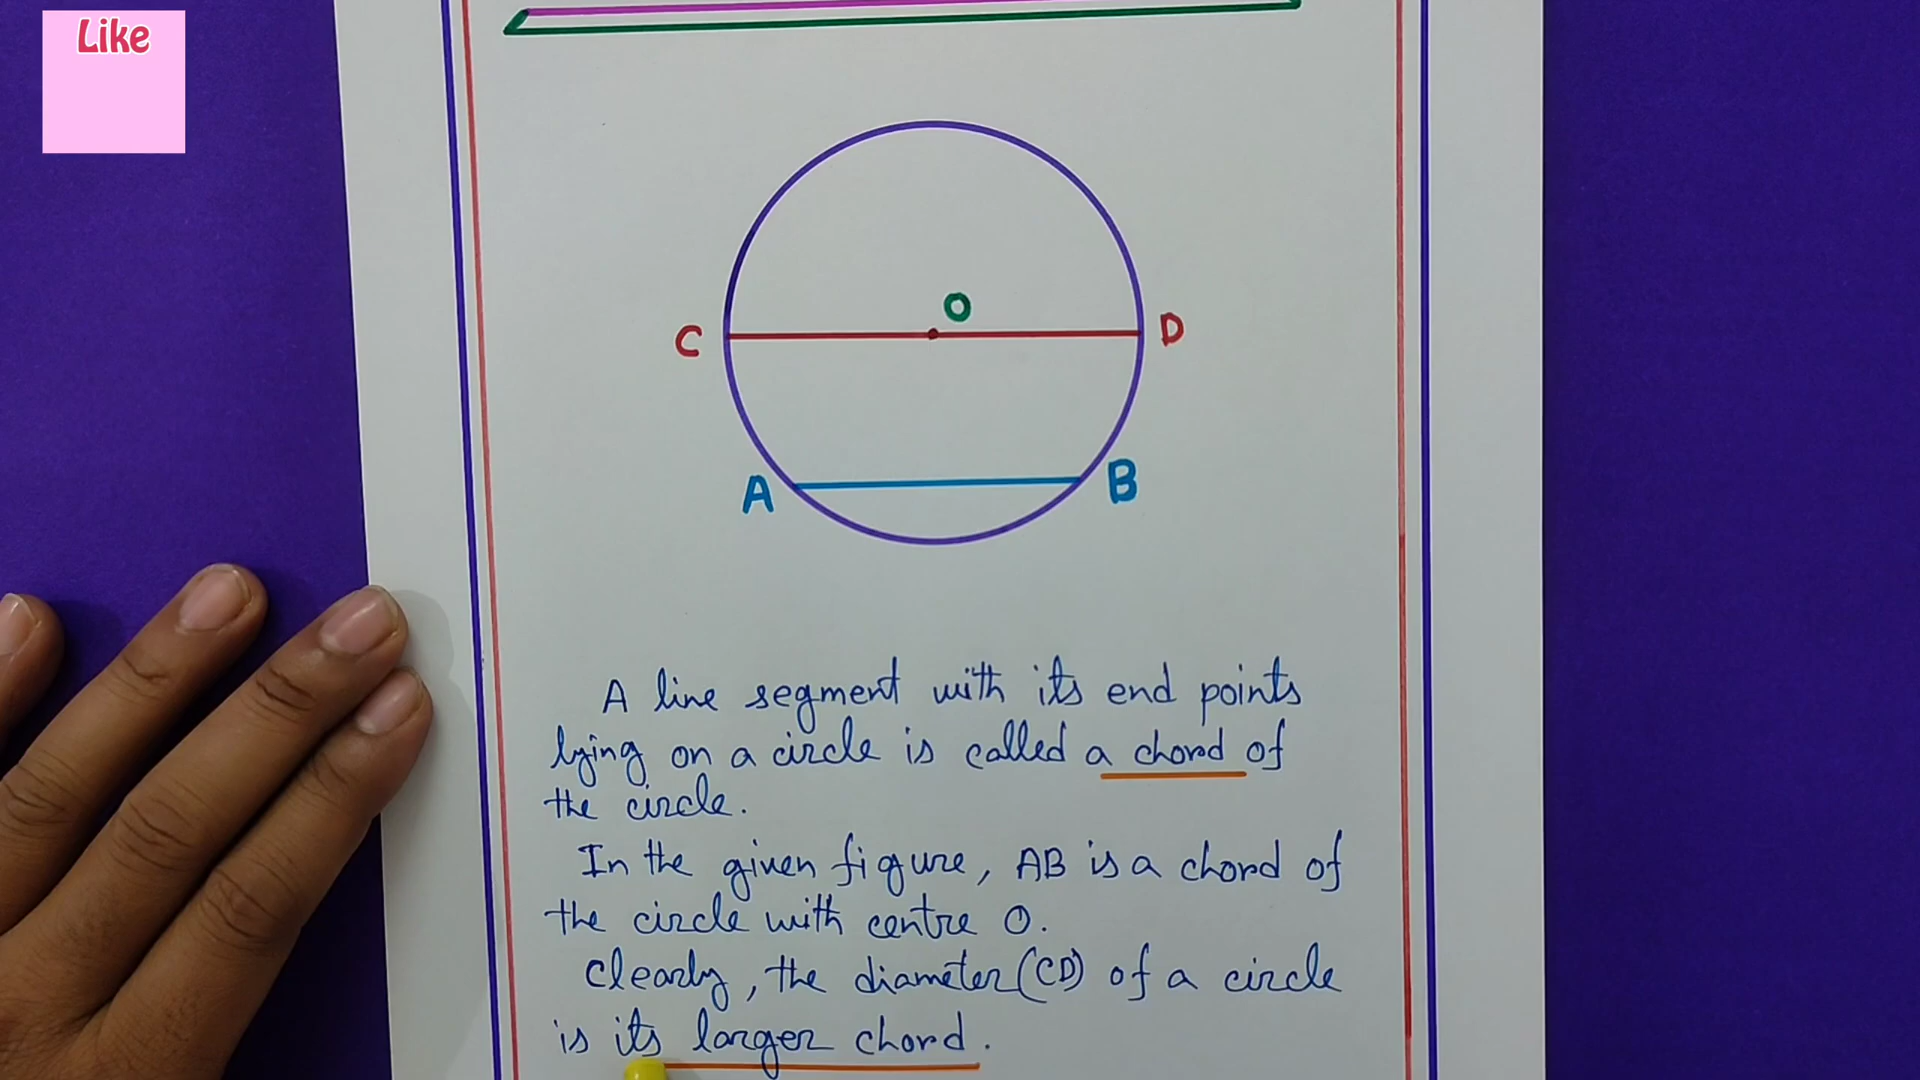 Like
O
C
D
A
B
A line segment with its end points
lying on a circle is called a chord of
the circle.
In the given figure, AB is a chord of
the circle with centre O.
Clearly, the diameter (CD) of a circle
is its larger chord.